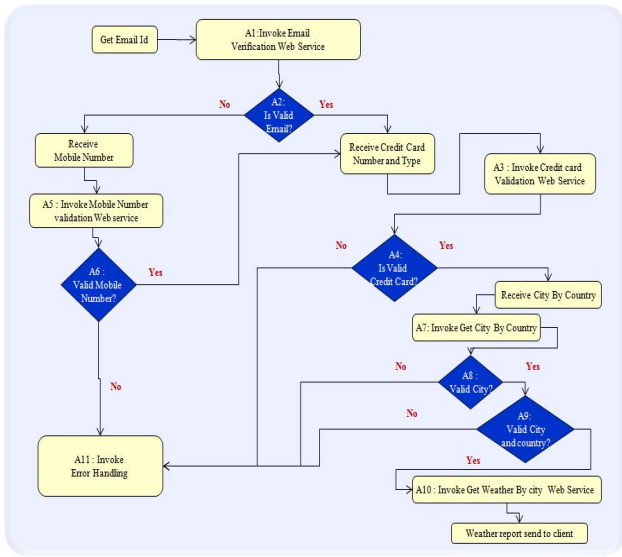 Get Email Id
A1:Invoke Email
Verification Web Service
No
A2:
Is Valid
Email?
Yes
Receive
Mobile Number
Receive Credit Card
Number and Type
A3 : Invoke Credit card
Validation Web Service
A5 : Invoke Mobile Number
validation Web service
No
A4:
Is Valid
Credit Card?
Yes
A6 :
Valid Mobile
Number?
Yes
Receive City By Country
A7: Invoke Get City By Country
No
A8 :
Valid City?
Yes
No
No
A9:
Valid City
and country?
A11 : Invoke
Error Handling
Yes
A10 : Invoke Get Weather By city Web Service
Weather report send to client